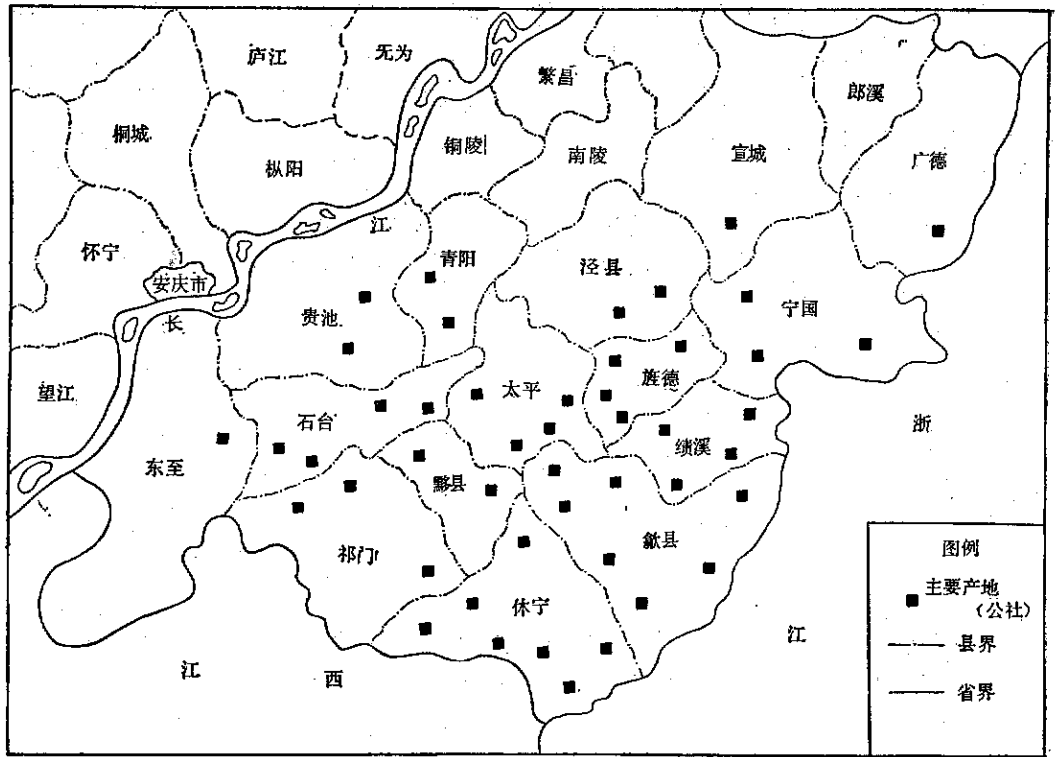 庐江
无为
繁昌
郎溪
桐城
枞阳
铜陵
南陵
宣城
广德
怀宁
安庆市
江
青阳
泾县
长
贵池
宁国
望江
石台
太平
旌德
浙
东至
黟县
绩溪
祁门
歙县
休宁
江
西
江
图例
主要产地
（公社）
县界
省界